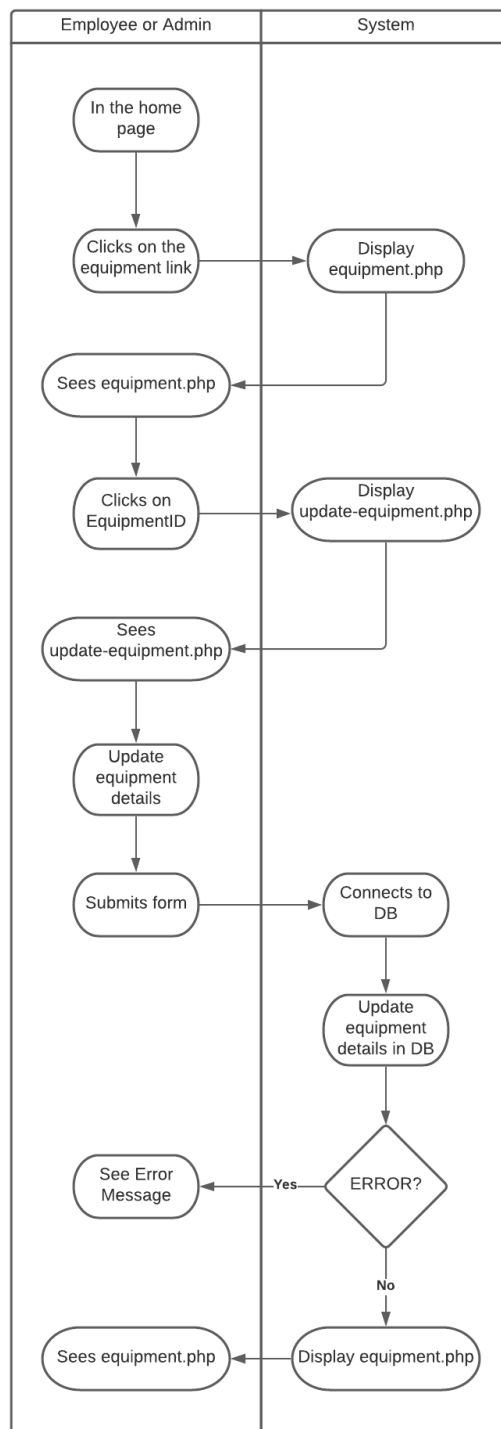 Employee or Admin
System
In the home
page
Clicks on the
equipment link
Display
equipment.php
Sees equipment.php
Clicks on
EquipmentID
Display
update-equipment.php
Sees
update-equipment.php
Update
equipment
details
Submits form
Connects to
DB
Update
equipment
details in DB
ERROR?
Yes
See Error
Message
No
Display equipment.php
Sees equipment.php